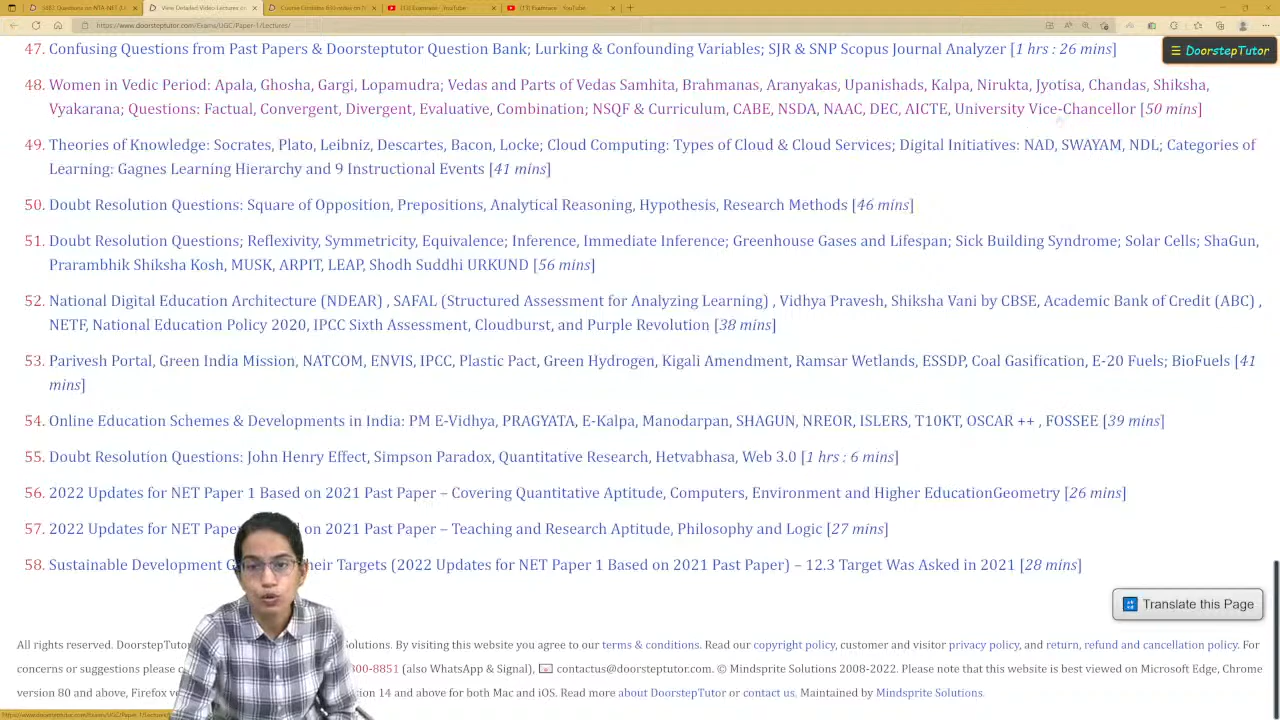 (11) Examrace - YouTube
(11) Examrace - YouTube
https://www.doorsteptutor.com/Exams/UGC/Paper-1/Lectures/
☰ DoorstepTutor
47. Confusing Questions from Past Papers & Doorsteptutor Question Bank; Lurking & Confounding Variables; SJR & SNP Scopus Journal Analyzer [1 hrs : 26 mins]
48. Women in Vedic Period: Apala, Ghosha, Gargi, Lopamudra; Vedas and Parts of Vedas Samhita, Brahmanas, Aranyakas, Upanishads, Kalpa, Nirukta, Jyotisa, Chandas, Shiksha,
Vyakarana; Questions: Factual, Convergent, Divergent, Evaluative, Combination; NSQF & Curriculum, CABE, NSDA, NAAC, DEC, AICTE, University Vice-Chancellor [50 mins]
49. Theories of Knowledge: Socrates, Plato, Leibniz, Descartes, Bacon, Locke; Cloud Computing: Types of Cloud & Cloud Services; Digital Initiatives: NAD, SWAYAM, NDL; Categories of
Learning: Gagnes Learning Hierarchy and 9 Instructional Events [41 mins]
50. Doubt Resolution Questions: Square of Opposition, Prepositions, Analytical Reasoning, Hypothesis, Research Methods [46 mins]
51. Doubt Resolution Questions; Reflexivity, Symmetricity, Equivalence; Inference, Immediate Inference; Greenhouse Gases and Lifespan; Sick Building Syndrome; Solar Cells; ShaGun,
Prarambhik Shiksha Kosh, MUSK, ARPIT, LEAP, Shodh Suddhi URKUND [56 mins]
52. National Digital Education Architecture (NDEAR) , SAFAL (Structured Assessment for Analyzing Learning) , Vidhya Pravesh, Shiksha Vani by CBSE, Academic Bank of Credit (ABC) ,
NETF, National Education Policy 2020, IPCC Sixth Assessment, Cloudburst, and Purple Revolution [38 mins]
53. Parivesh Portal, Green India Mission, NATCOM, ENVIS, IPCC, Plastic Pact, Green Hydrogen, Kigali Amendment, Ramsar Wetlands, ESSDP, Coal Gasification, E-20 Fuels; BioFuels [41
mins]
54. Online Education Schemes & Developments in India: PM E-Vidhya, PRAGYATA, E-Kalpa, Manodarpan, SHAGUN, NREOR, ISLERS, T10KT, OSCAR ++ , FOSSEE [39 mins]
55. Doubt Resolution Questions: John Henry Effect, Simpson Paradox, Quantitative Research, Hetvabhasa, Web 3.0 [1 hrs : 6 mins]
56. 2022 Updates for NET Paper 1 Based on 2021 Past Paper – Covering Quantitative Aptitude, Computers, Environment and Higher EducationGeometry [26 mins]
57. 2022 Updates for NET Pape on 2021 Past Paper – Teaching and Research Aptitude, Philosophy and Logic [27 mins]
58. Sustainable Development G heir Targets (2022 Updates for NET Paper 1 Based on 2021 Past Paper) – 12.3 Target Was Asked in 2021 [28 mins]
Translate this Page
All rights reserved. DoorstepTuto olutions. By visiting this website you agree to our terms & conditions. Read our copyright policy, customer and visitor privacy policy, and return, refund and cancellation policy. For
concerns or suggestions please c 00-8851 (also WhatsApp & Signal), contactus@doorsteptutor.com. © Mindsprite Solutions 2008-2022. Please note that this website is best viewed on Microsoft Edge, Chrome
version 80 and above, Firefox ve ion 14 and above for both Mac and iOS. Read more about DoorstepTutor or contact us. Maintained by Mindsprite Solutions.